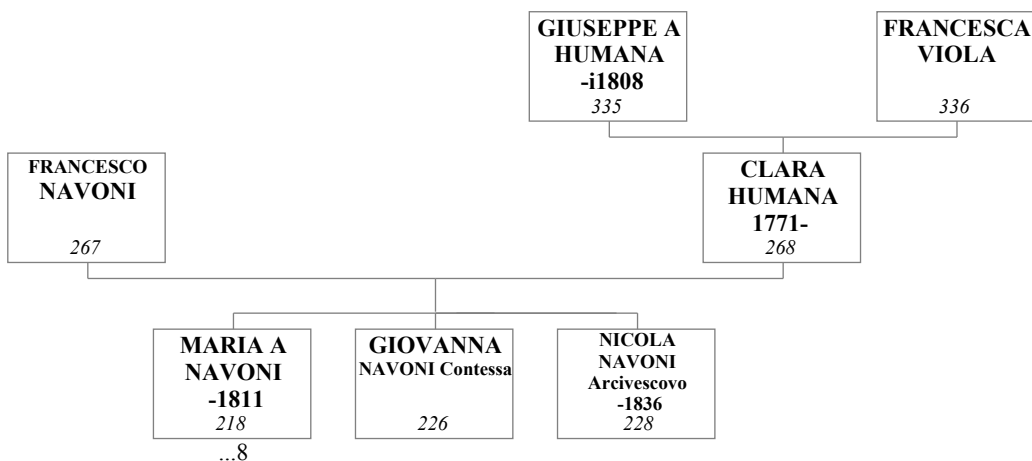 GIUSEPPE A
HUMANA
-i1808
335
FRANCESCA
VIOLA
336
FRANCESCO
NAVONI
267
CLARA
HUMANA
1771-
268
MARIA A
NAVONI
-1811
218
...8
GIOVANNA
NAVONI Contessa
226
NICOLA
NAVONI
Arcivescovo
-1836
228